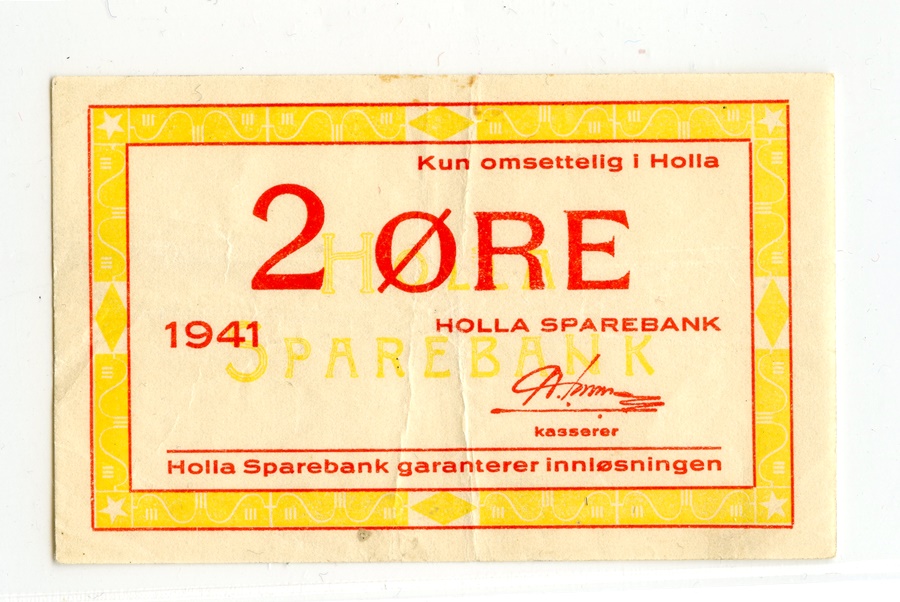 Kun omsettelig i Holla
2 ØRE
HOLLA
1941
HOLLA SPAREBANK
SPAREBANK
kasserer
Holla Sparebank garanterer innløsningen